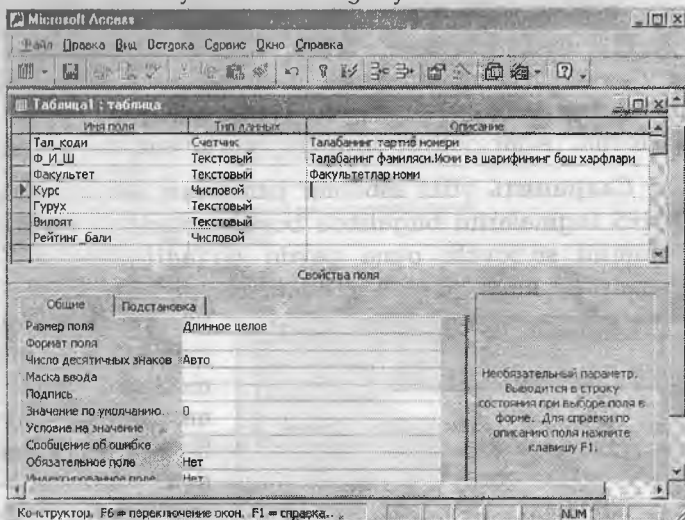 Microsoft Access
Файл Правка Вид Вставка Сервис Окно Справка
Таблица1 : таблица
Имя поля Тип данных Описание
Тал_коди Счетчик Талабанинг тартиб номери
Ф_И_Ш Текстовый Талабанинг фамиляси.Исми ва шарифининг бош харфлари
Факультет Текстовый Факультетлар номи
Курс Числовой
Гурух Текстовый
Вилоят Текстовый
Рейтинг_бали Числовой
Свойства поля
Общие Подстановка
Размер поля Длинное целое
Формат поля
Число десятичных знаков Авто
Маска ввода
Подпись
Значение по умолчанию 0
Условие на значение
Сообщение об ошибке
Обязательное поле Нет
Индексированное поле Нет
Необязательный параметр.
Выводится в строку
состояния при выборе поля в
форме. Для справки по
описанию поля нажмите
клавишу F1.
Конструктор. F6 = переключение окон. F1 = справка. NUM